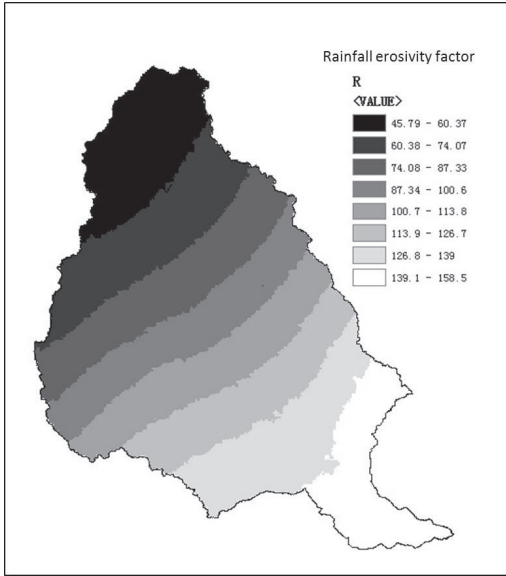 Rainfall erosivity factor
R
<VALUE>
45.79 - 60.37
60.38 - 74.07
74.08 - 87.33
87.34 - 100.6
100.7 - 113.8
113.9 - 126.7
126.8 - 139
139.1 - 158.5